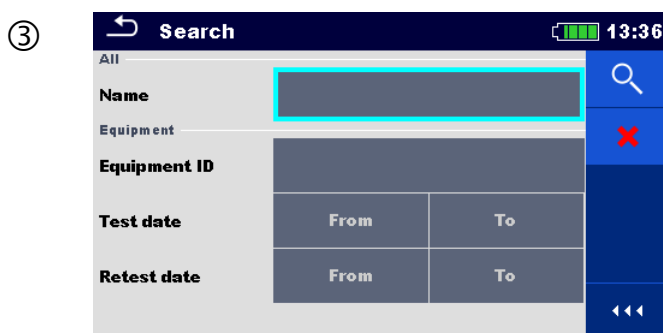 ③
Search 13:36
All
Name
Equipment
Equipment ID
Test date From To
Retest date From To